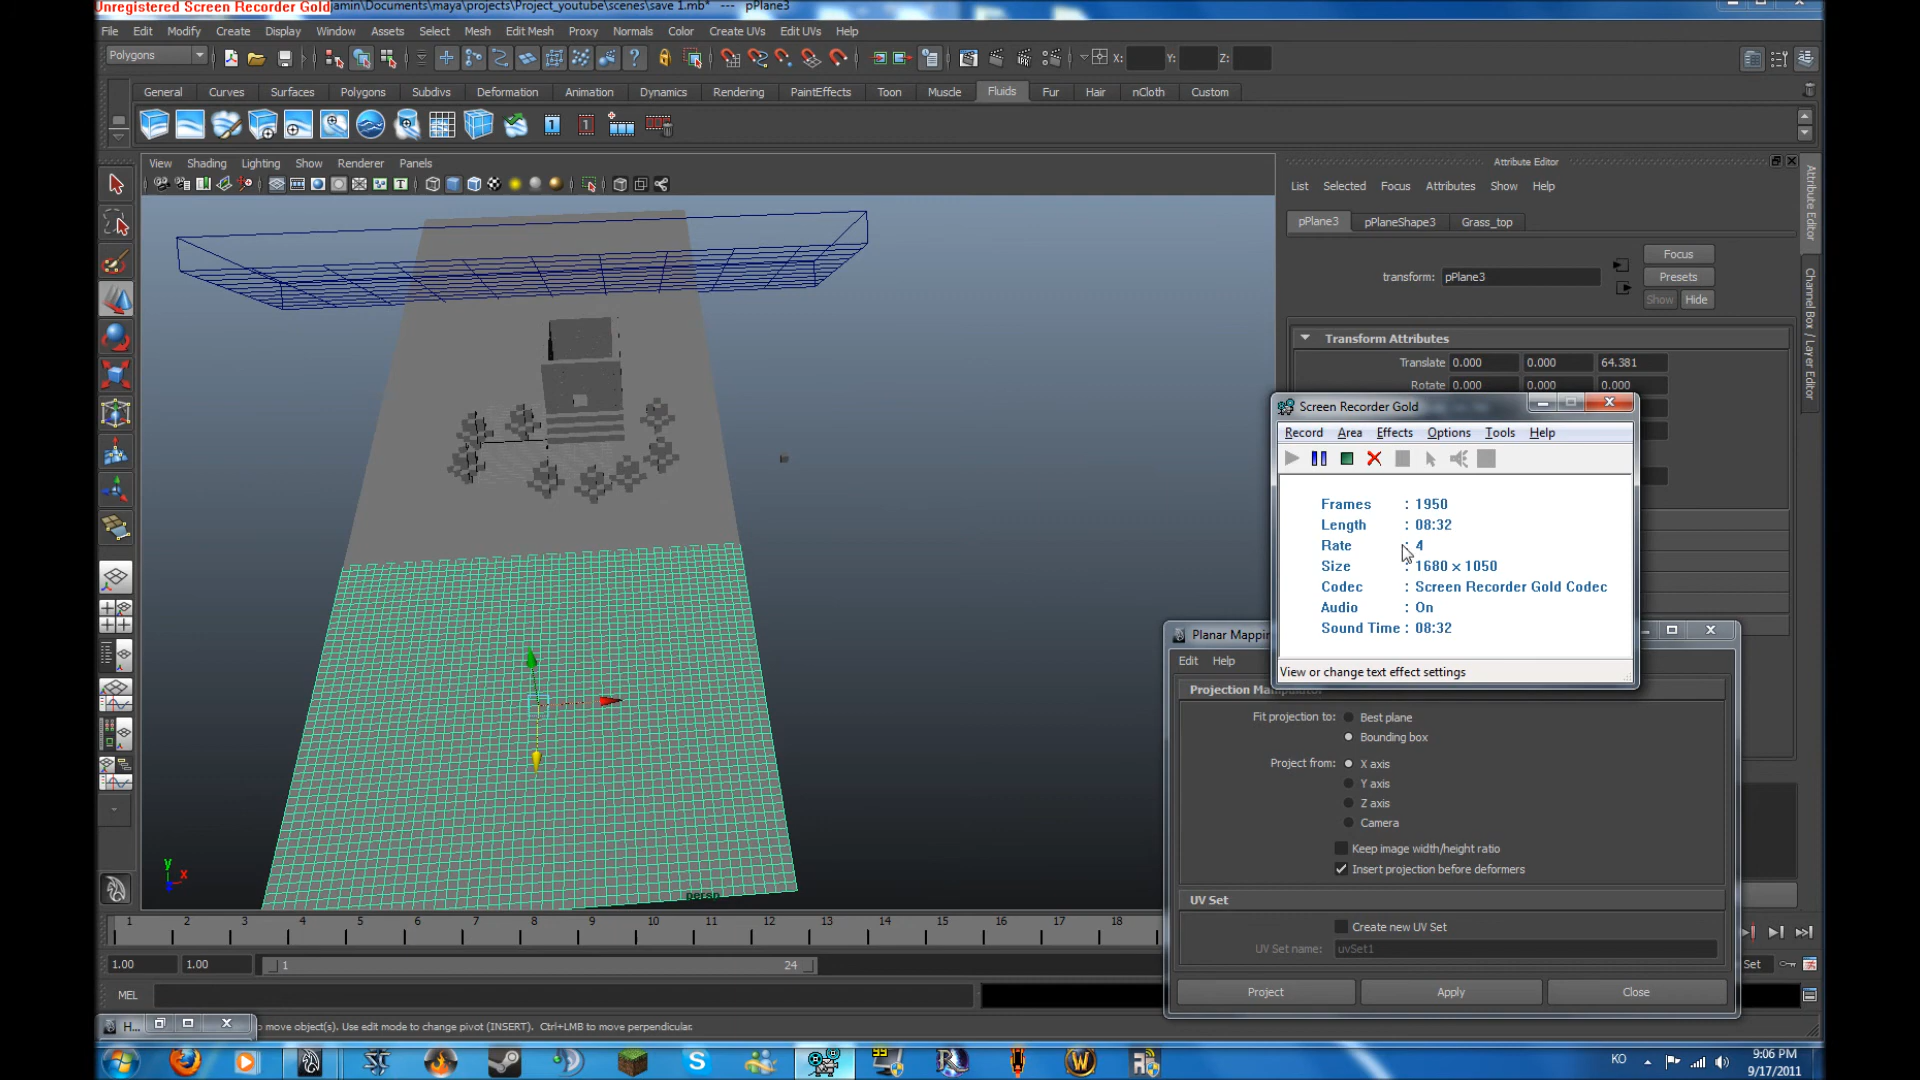 Unregistered Screen Recorder Gold amin\Documents\maya\projects\Project_youtube\scenes\save 1.mb* --- pPlane3
File Edit Modify Create Display Window Assets Select Mesh Edit Mesh Proxy Normals Color Create UVs Edit UVs Help
Polygons X: Y: Z:
General Curves Surfaces Polygons Subdivs Deformation Animation Dynamics Rendering PaintEffects Toon Muscle Fluids Fur Hair nCloth Custom
View Shading Lighting Show Renderer Panels
Attribute Editor
List Selected Focus Attributes Show Help
pPlane3 pPlaneShape3 Grass_top
Focus
transform: pPlane3 Presets
Show Hide
Transform Attributes
Translate 0.000 0.000 64.381
Rotate 0.000 0.000 0.000
Attribute Editor
Channel Box / Layer Editor
Screen Recorder Gold
Record Area Effects Options Tools Help
Frames : 1950
Length : 08:32
Rate : 4
Size : 1680 x 1050
Codec : Screen Recorder Gold Codec
Audio : On
Sound Time : 08:32
View or change text effect settings
Planar Mapping
Edit Help
Projection Manipulator
Fit projection to: Best plane
Bounding box
Project from: X axis
Y axis
Z axis
Camera
Keep image width/height ratio
Insert projection before deformers
UV Set
Create new UV Set
UV Set name: uvSet1
Project Apply Close
y x
persp
1 2 3 4 5 6 7 8 9 10 11 12 13 14 15 16 17 18
1.00 1.00 1 24 Set
MEL
H... to move object(s). Use edit mode to change pivot (INSERT). Ctrl+LMB to move perpendicular.
99
KO 9:06 PM
9/17/2011